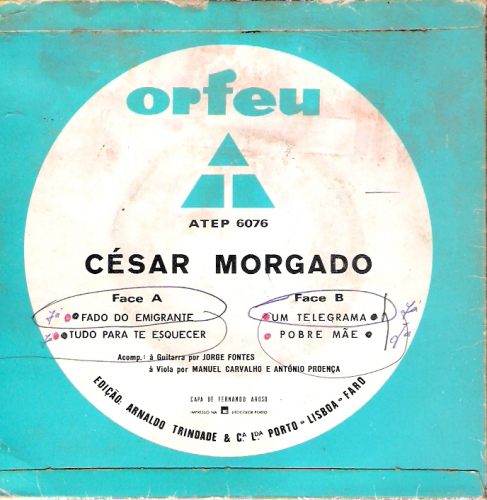 orfeu
ATEP 6076
CÉSAR MORGADO
Face A
FADO DO EMIGRANTE
TUDO PARA TE ESQUECER
Face B
UM TELEGRAMA
POBRE MÃE
Acomp.: à Guitarra por JORGE FONTES
à Viola por MANUEL CARVALHO E ANTÓNIO PROENÇA
CAPA DE FERNANDO AROSO
IMPRESSO NA
EDIÇÃO: ARNALDO TRINDADE & Cª Lᴰᴬ PORTO - LISBOA - FARO